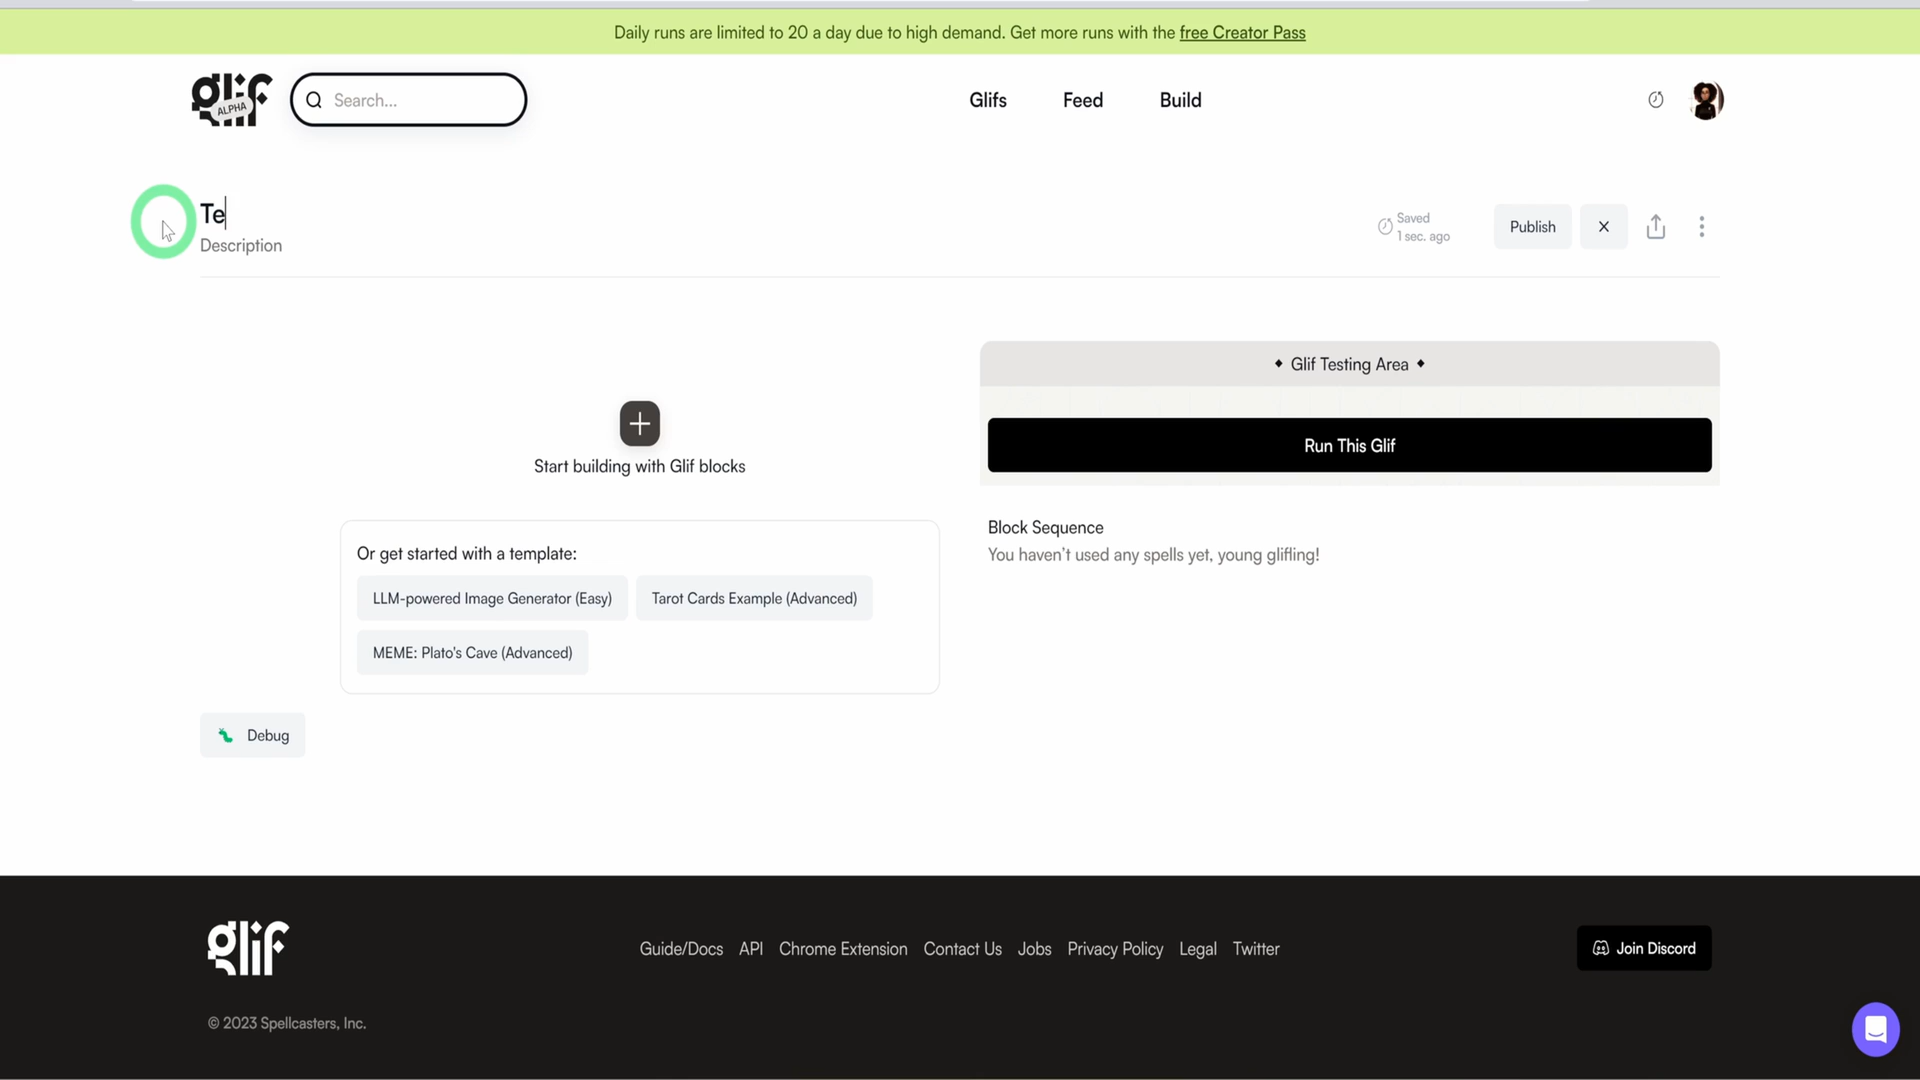 Daily runs are limited to 20 a day due to high demand. Get more runs with the free Creator Pass
glif
ALPHA
Search...
Glifs
Feed
Build
Te
Description
Saved
1 sec. ago
Publish
X
Glif Testing Area
Run This Glif
Start building with Glif blocks
Block Sequence
You haven't used any spells yet, young glifling!
Or get started with a template:
LLM-powered Image Generator (Easy)
Tarot Cards Example (Advanced)
MEME: Plato's Cave (Advanced)
Debug
glif
Guide/Docs
API
Chrome Extension
Contact Us
Jobs
Privacy Policy
Legal
Twitter
Join Discord
© 2023 Spellcasters, Inc.